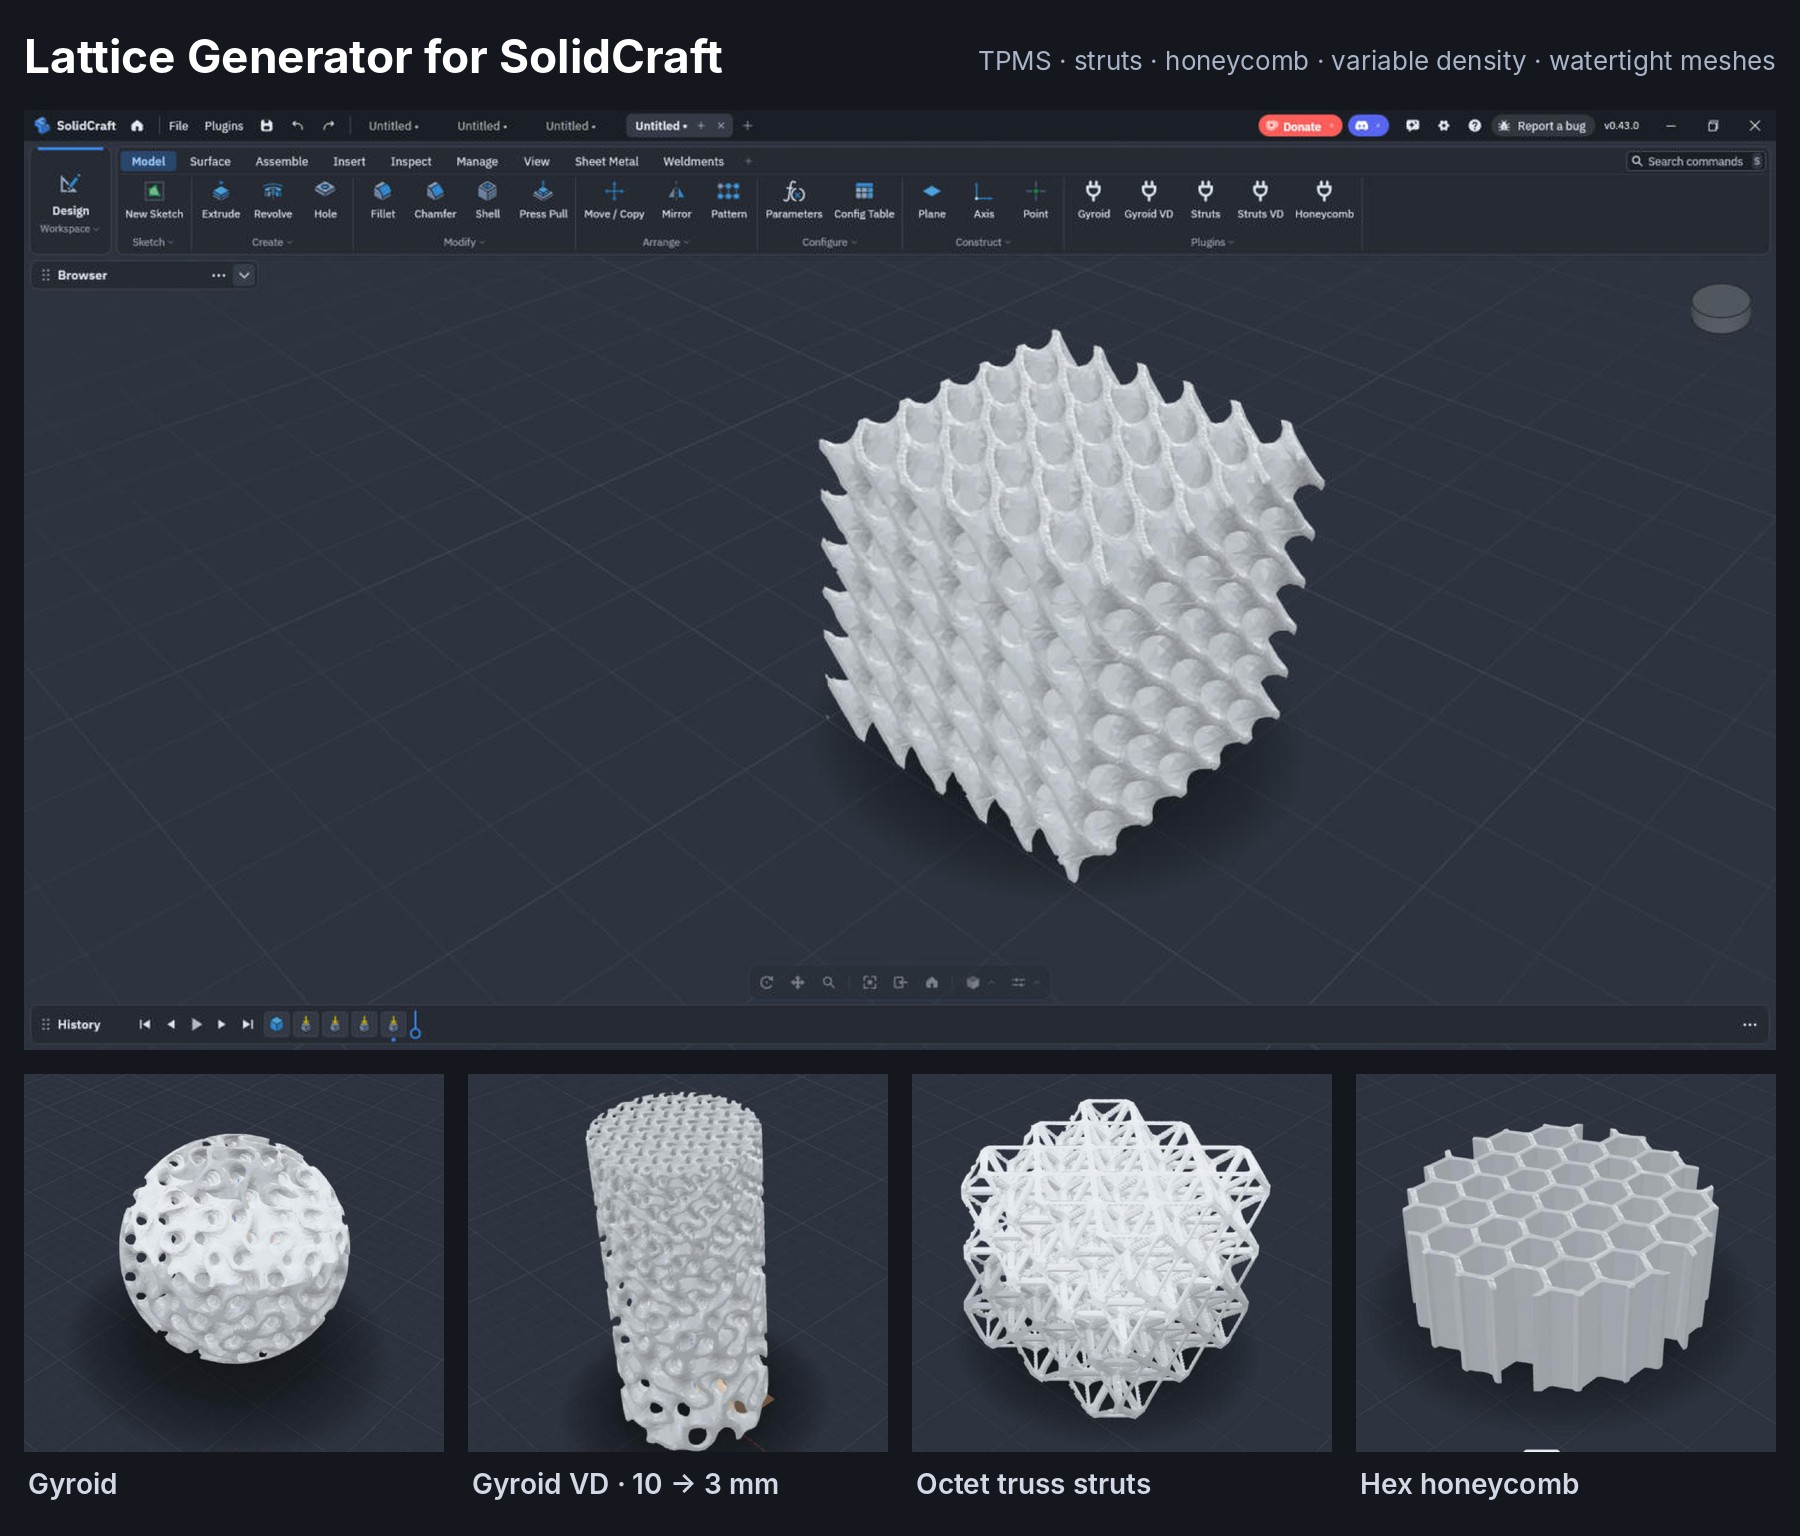 Lattice Generator for SolidCraft
TPMS · struts · honeycomb · variable density · watertight meshes
SolidCraft File Plugins Untitled • Untitled • Untitled • Untitled • Donate Report a bug v0.43.0
Model Surface Assemble Insert Inspect Manage View Sheet Metal Weldments Search commands S
Design
Workspace
New Sketch Extrude Revolve Hole Fillet Chamfer Shell Press Pull Move / Copy Mirror Pattern Parameters Config Table Plane Axis Point Gyroid Gyroid VD Struts Struts VD Honeycomb
Sketch Create Modify Arrange Configure Construct Plugins
Browser
History
Gyroid
Gyroid VD · 10 → 3 mm
Octet truss struts
Hex honeycomb